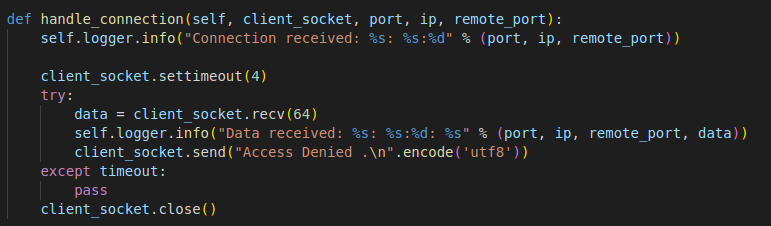 def handle_connection(self, client_socket, port, ip, remote_port):
    self.logger.info("Connection received: %s: %s:%d" % (port, ip, remote_port))

    client_socket.settimeout(4)
    try:
        data = client_socket.recv(64)
        self.logger.info("Data received: %s: %s:%d: %s" % (port, ip, remote_port, data))
        client_socket.send("Access Denied .\n".encode('utf8'))
    except timeout:
        pass
    client_socket.close()